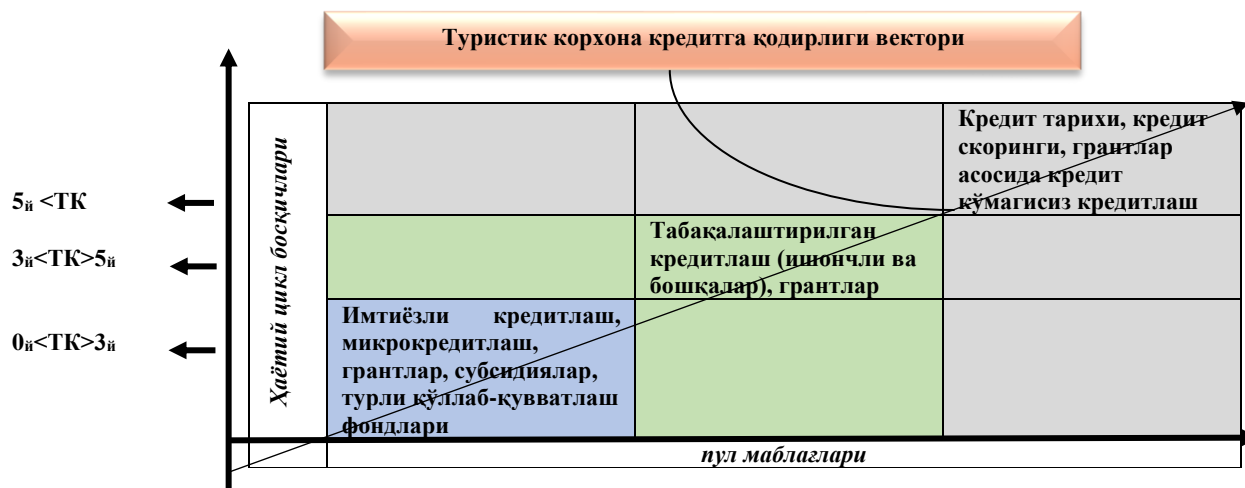 Туристик корхона кредитга қодирлиги вектори
Ҳаётий цикл босқичлари
Кредит тарихи, кредит
скоринги, грантлар
асосида кредит
кўмагисиз кредитлаш
5й <ТК
Табақалаштирилган
кредитлаш (ишончли ва
бошқалар), грантлар
3й<ТК>5й
Имтиёзли кредитлаш,
микрокредитлаш,
грантлар, субсидиялар,
турли қўллаб-қувватлаш
фондлари
0й<ТК>3й
пул маблағлари